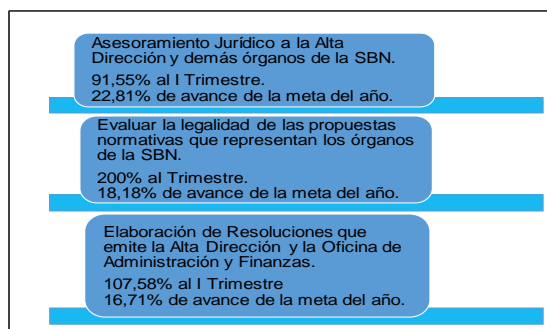 Asesoramiento Jurídico a la Alta
Dirección y demás órganos de la SBN.
91,55% al I Trimestre.
22,81% de avance de la meta del año.
Evaluar la legalidad de las propuestas
normativas que representan los órganos
de la SBN.
200% al Trimestre.
18,18% de avance de la meta del año.
Elaboración de Resoluciones que
emite la Alta Dirección y la Oficina de
Administración y Finanzas.
107,58% al I Trimestre
16,71% de avance de la meta del año.